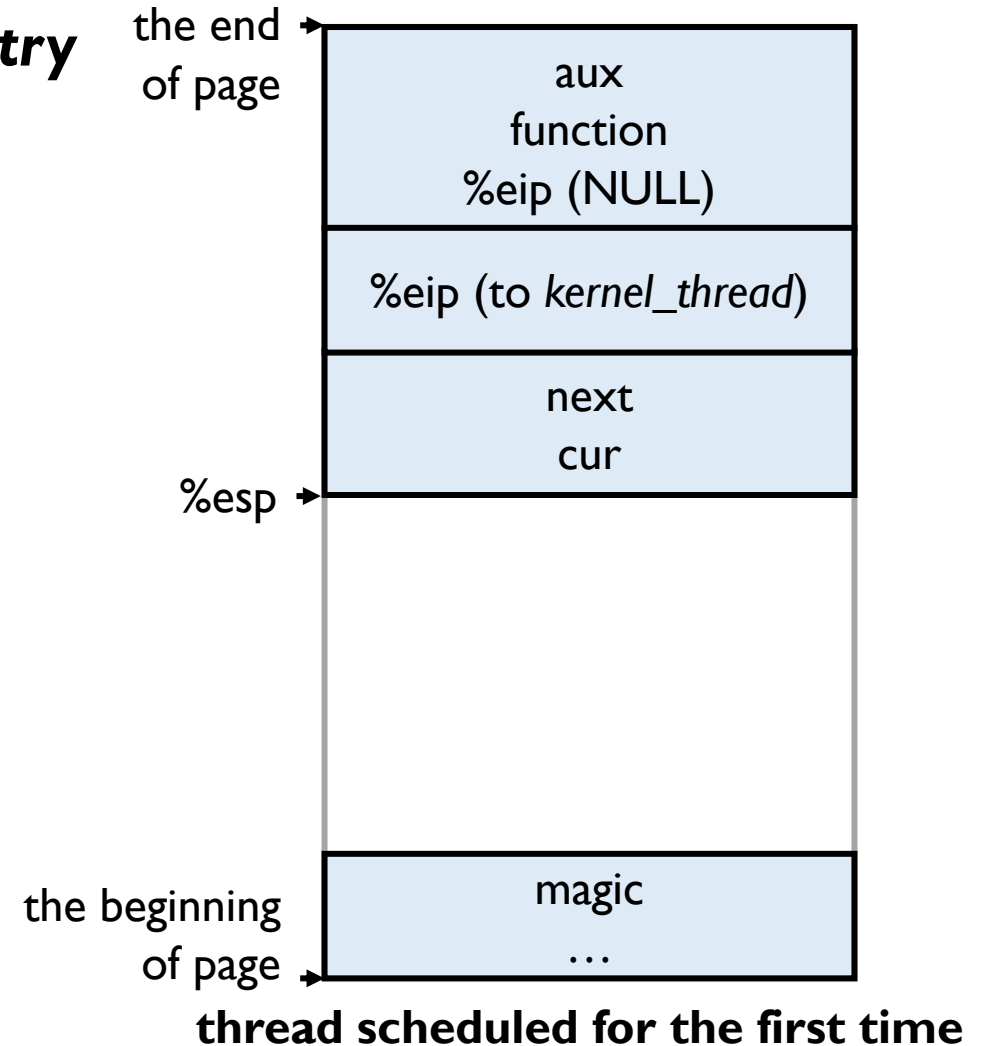 try
the end
of page
aux
function
%eip (NULL)
%eip (to kernel_thread)
next
cur
%esp
magic
...
the beginning
of page
thread scheduled for the first time